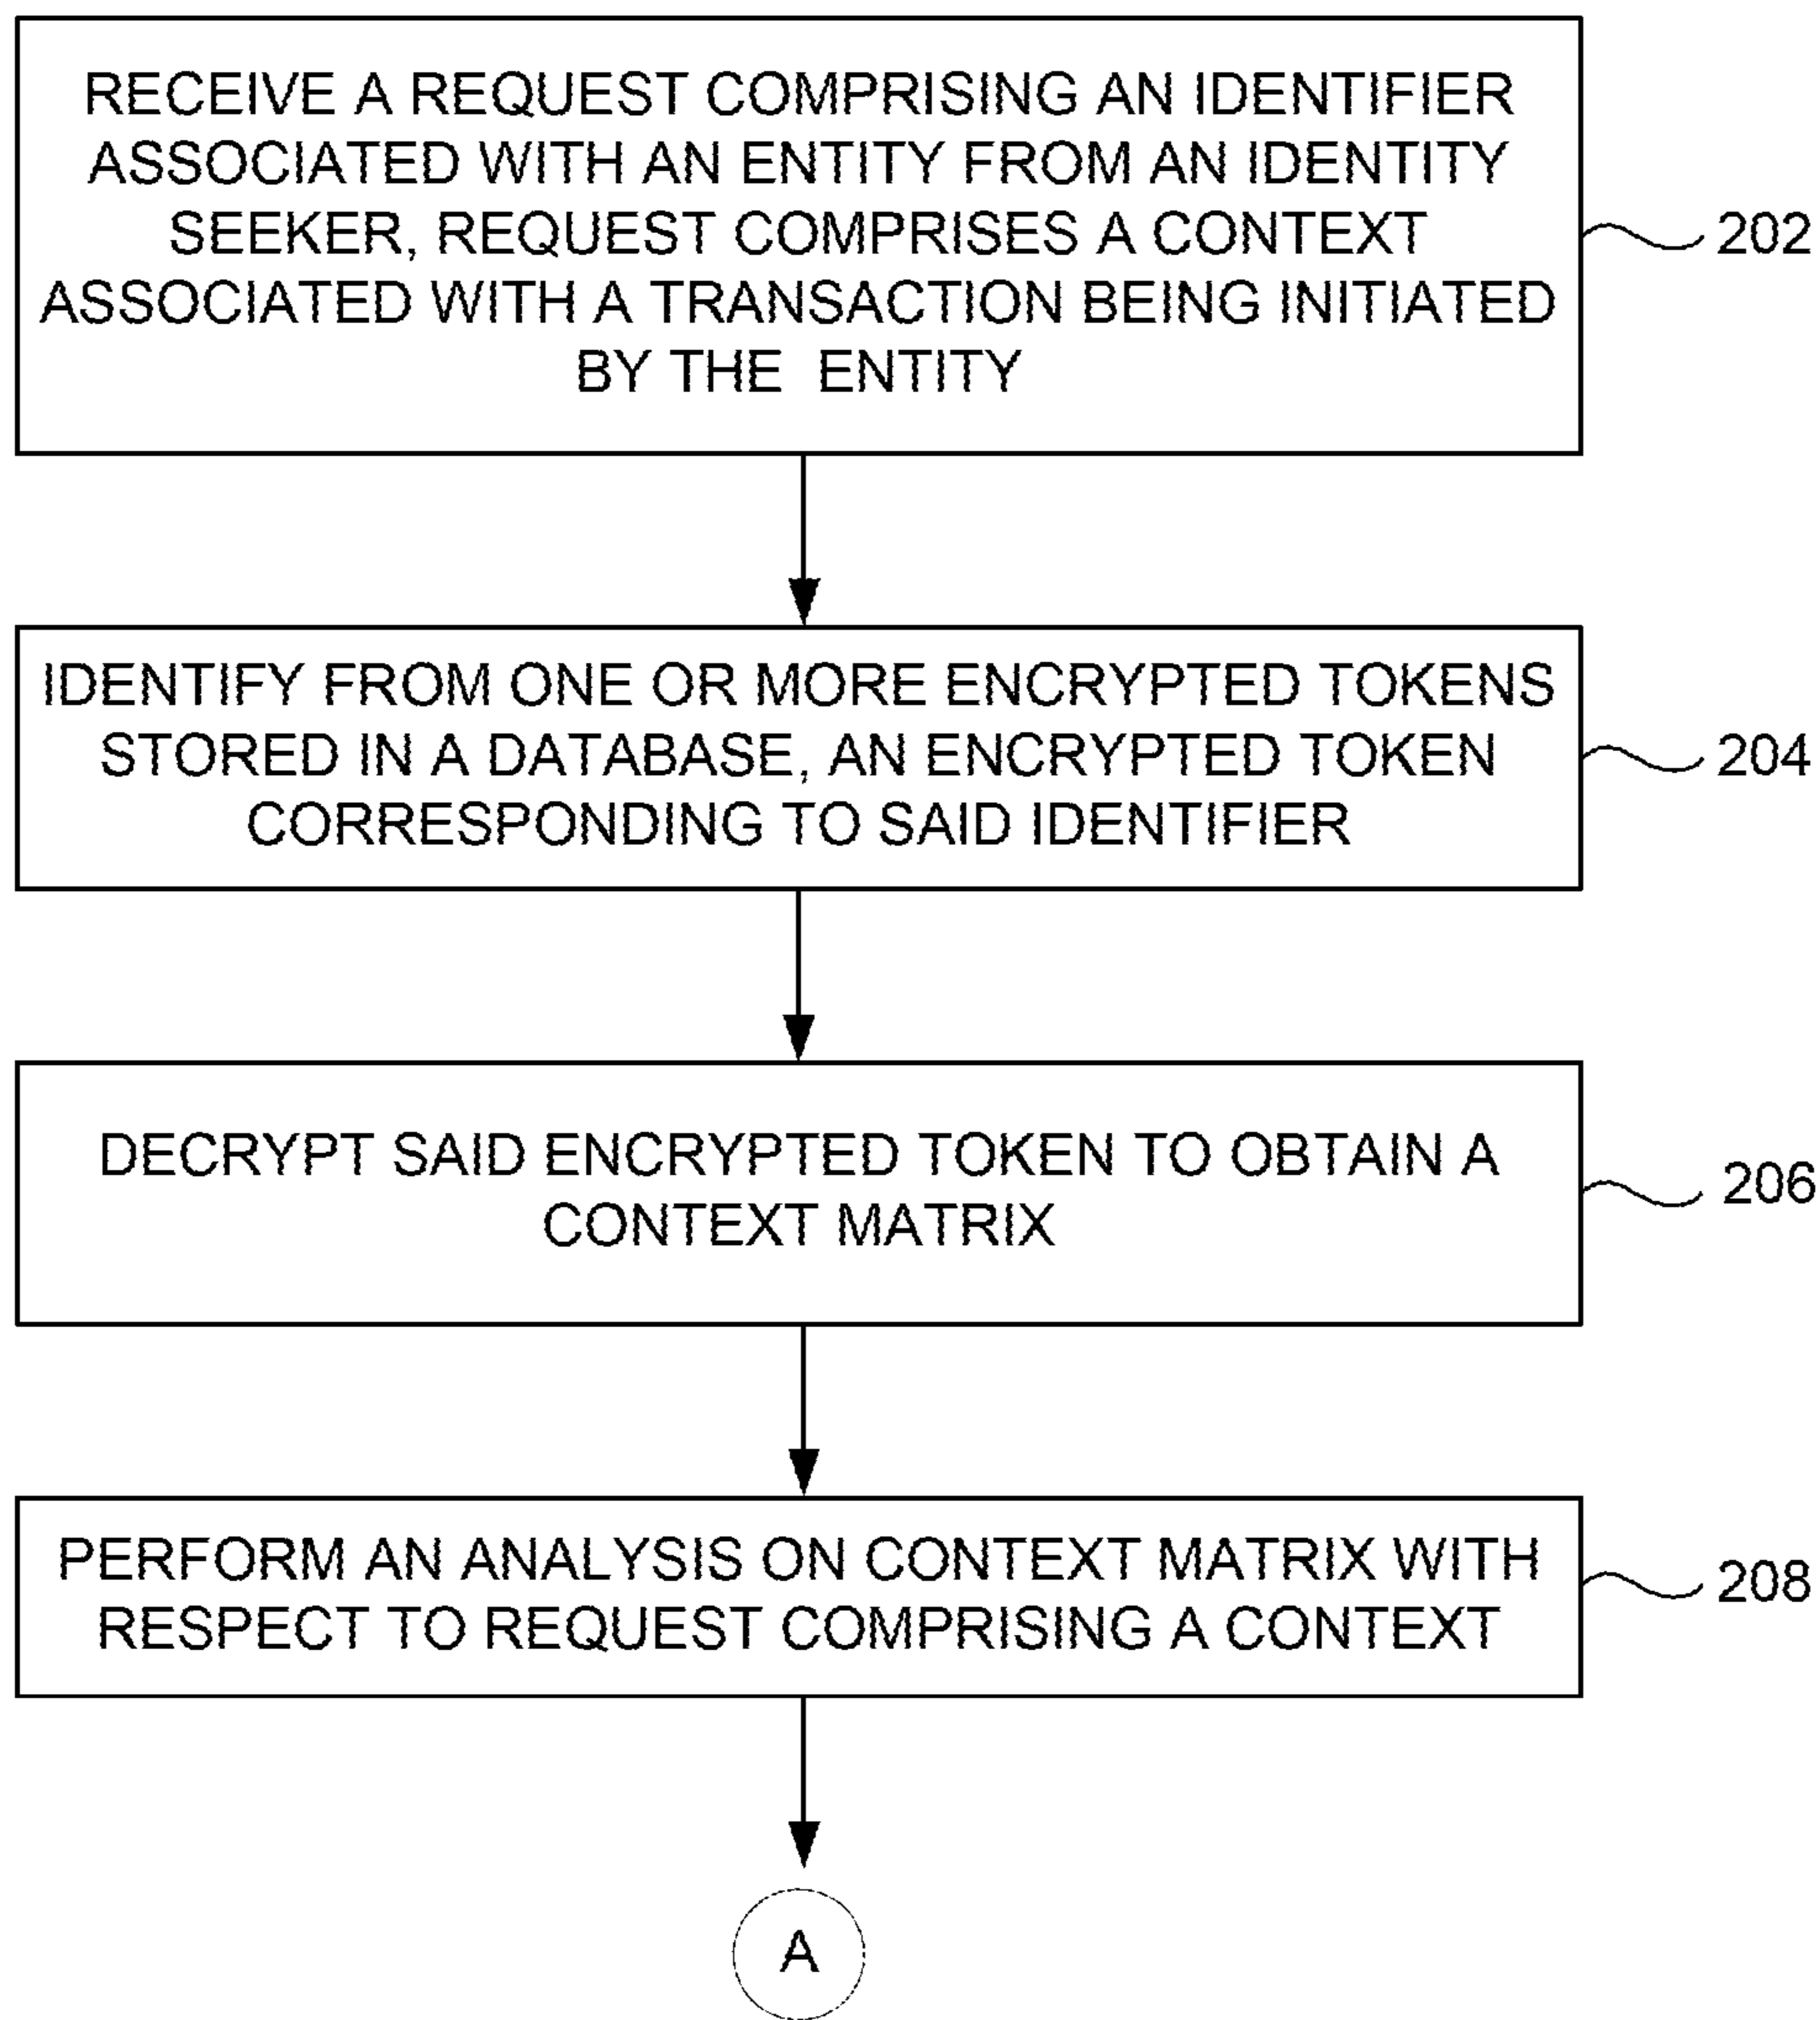 RECEIVE A REQUEST COMPRISING AN IDENTIFIER
ASSOCIATED WITH AN ENTITY FROM AN IDENTITY
SEEKER, REQUEST COMPRISES A CONTEXT
ASSOCIATED WITH A TRANSACTION BEING INITIATED
BY THE ENTITY
202
IDENTIFY FROM ONE OR MORE ENCRYPTED TOKENS
STORED IN A DATABASE, AN ENCRYPTED TOKEN
CORRESPONDING TO SAID IDENTIFIER
204
DECRYPT SAID ENCRYPTED TOKEN TO OBTAIN A
CONTEXT MATRIX
206
PERFORM AN ANALYSIS ON CONTEXT MATRIX WITH
RESPECT TO REQUEST COMPRISING A CONTEXT
208
A